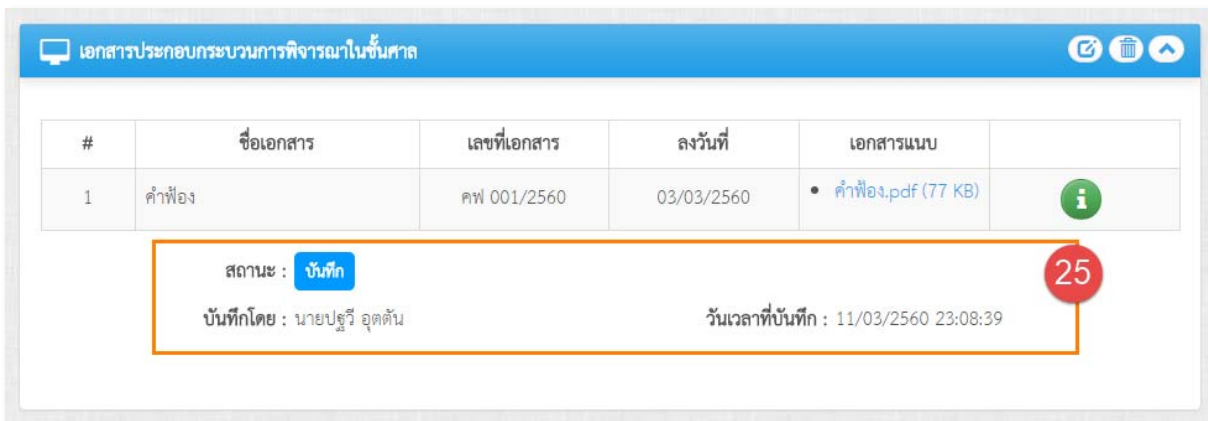 เอกสารประกอบกระบวนการพิจารณาในชั้นศาล
# ชื่อเอกสาร เลขที่เอกสาร ลงวันที่ เอกสารแนบ
1 คำฟ้อง คฟ 001/2560 03/03/2560 • คำฟ้อง.pdf (77 KB)
สถานะ : บันทึก
25
บันทึกโดย : นายปฐวี อุตตัน วันเวลาที่บันทึก : 11/03/2560 23:08:39